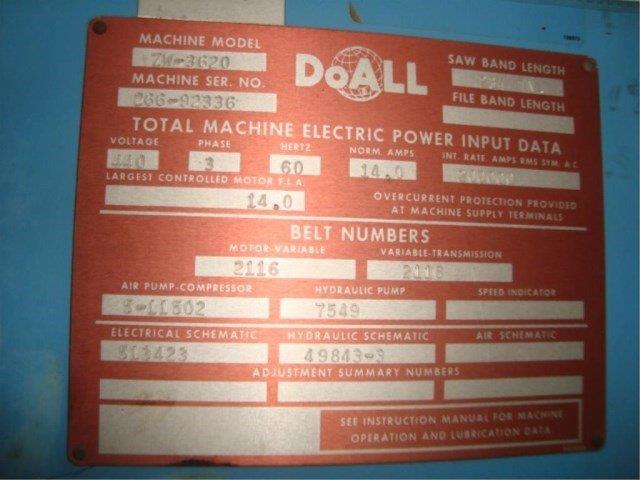 MACHINE MODEL
ZW-3620
MACHINE SER. NO.
266-92336
DoALL
SAW BAND LENGTH
FILE BAND LENGTH
TOTAL MACHINE ELECTRIC POWER INPUT DATA
VOLTAGE PHASE HERTZ NORM. AMPS INT. RATE. AMPS RMS SYM. A.C.
440 3 60 14.0 200000
LARGEST CONTROLLED MOTOR F.L.A.
14.0
OVERCURRENT PROTECTION PROVIDED
AT MACHINE SUPPLY TERMINALS
BELT NUMBERS
MOTOR-VARIABLE VARIABLE-TRANSMISSION
2116 2116
AIR PUMP-COMPRESSOR HYDRAULIC PUMP SPEED INDICATOR
S-11502 7549
ELECTRICAL SCHEMATIC HYDRAULIC SCHEMATIC AIR SCHEMATIC
513423 49843-3
ADJUSTMENT SUMMARY NUMBERS
SEE INSTRUCTION MANUAL FOR MACHINE
OPERATION AND LUBRICATION DATA.